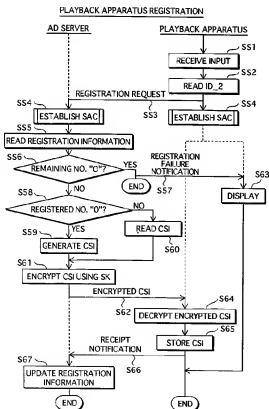 PLAYBACK APPARATUS REGISTRATION
AD SERVER
PLAYBACK APPARATUS
SS1
RECEIVE INPUT
SS2
READ ID_2
REGISTRATION REQUEST
SS3
SS4
ESTABLISH SAC
SS4
ESTABLISH SAC
SS5
READ REGISTRATION INFORMATION
SS6
REMAINING NO. "0"?
YES
REGISTRATION FAILURE NOTIFICATION
END
SS7
S63
DISPLAY
NO
SS8
REGISTERED NO. "0"?
NO
YES
SS9
GENERATE CSI
READ CSI
S60
S61
ENCRYPT CSI USING SK
ENCRYPTED CSI
S62
S64
DECRYPT ENCRYPTED CSI
S65
STORE CSI
RECEIPT NOTIFICATION
S66
S67
UPDATE REGISTRATION INFORMATION
END
END